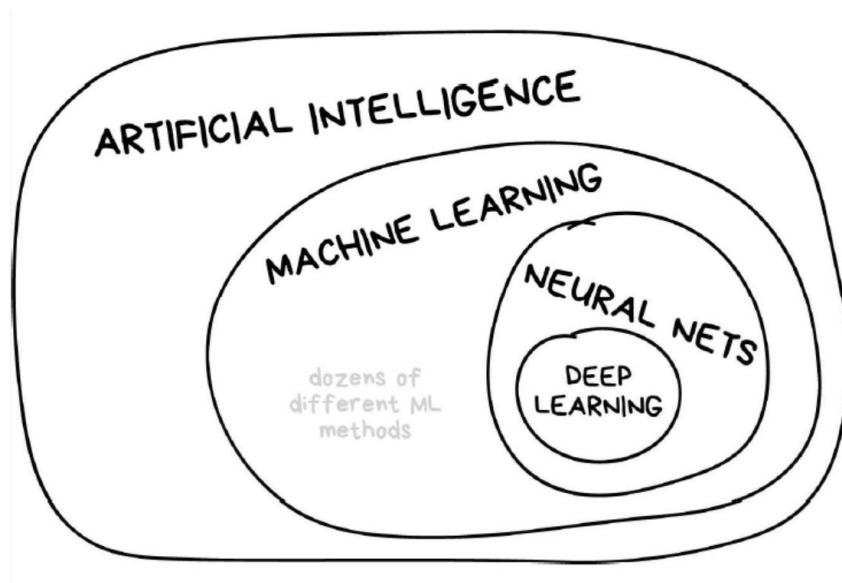 ARTIFICIAL INTELLIGENCE
MACHINE LEARNING
NEURAL NETS
DEEP
LEARNING
dozens of
different ML
methods